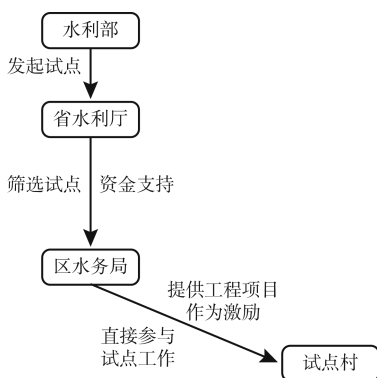 水利部
发起试点
省水利厅
筛选试点 资金支持
区水务局
提供工程项目
作为激励
直接参与
试点工作
试点村